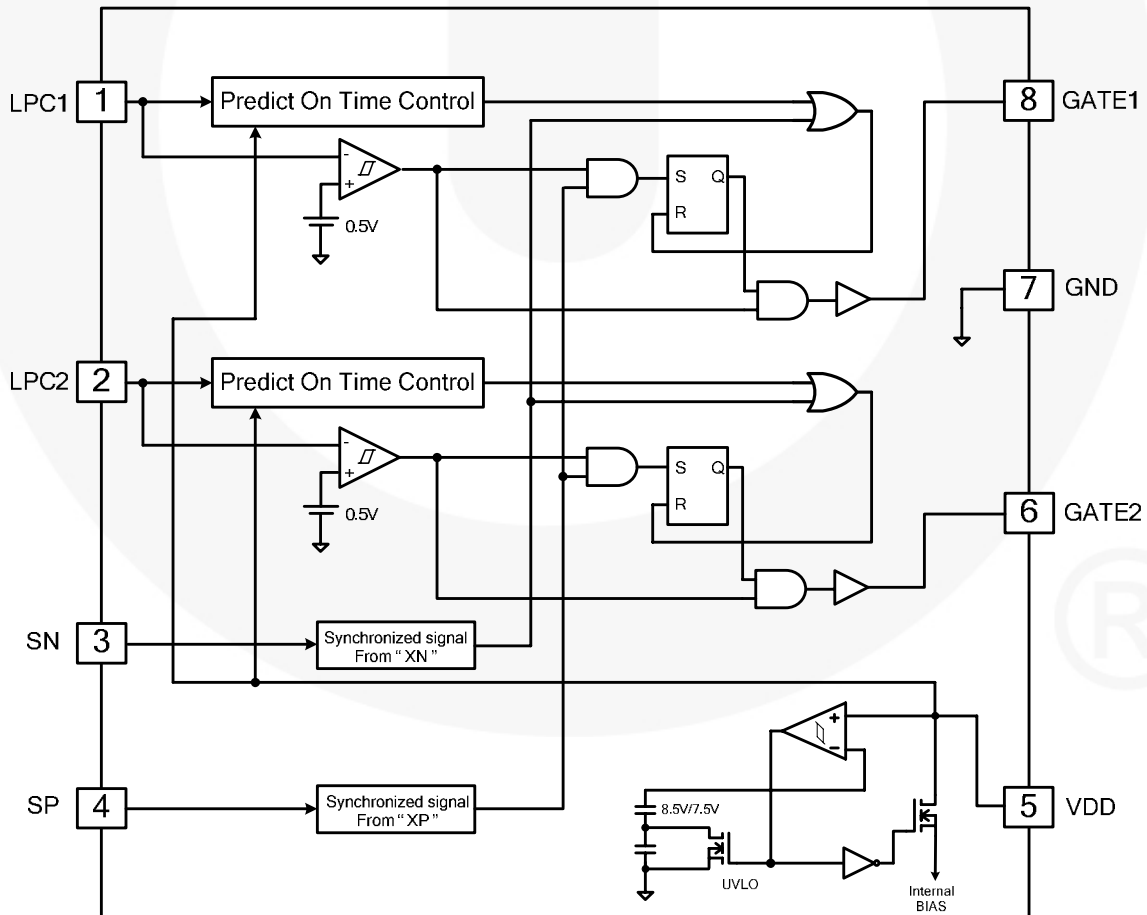 LPC1
1
Predict On Time Control
8
GATE1
-
+
0.5V
S
Q
R
7
GND
LPC2
2
Predict On Time Control
-
+
0.5V
S
Q
R
6
GATE2
®
SN
3
Synchronized signal
From “ XN ”
+
−
SP
4
Synchronized signal
From “XP”
8.5V/7.5V
5
VDD
UVLO
Internal
BIAS